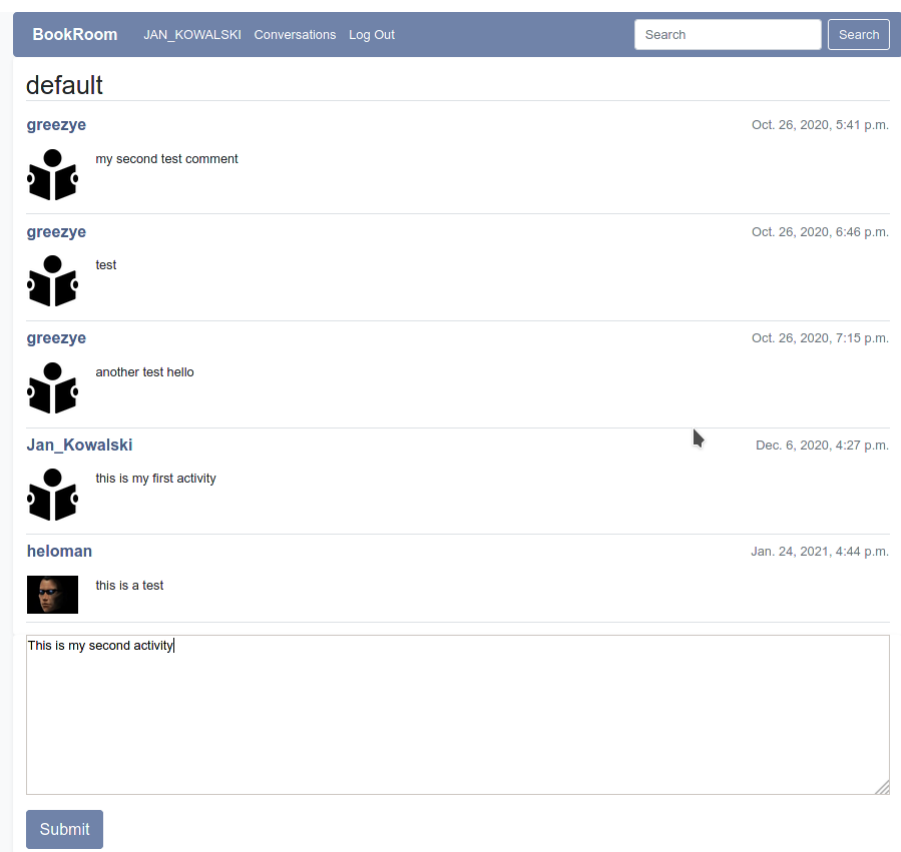 BookRoom JAN_KOWALSKI Conversations Log Out Search Search
default
greezye Oct. 26, 2020, 5:41 p.m.
my second test comment
greezye Oct. 26, 2020, 6:46 p.m.
test
greezye Oct. 26, 2020, 7:15 p.m.
another test hello
Jan_Kowalski Dec. 6, 2020, 4:27 p.m.
this is my first activity
heloman Jan. 24, 2021, 4:44 p.m.
this is a test
This is my second activity
Submit